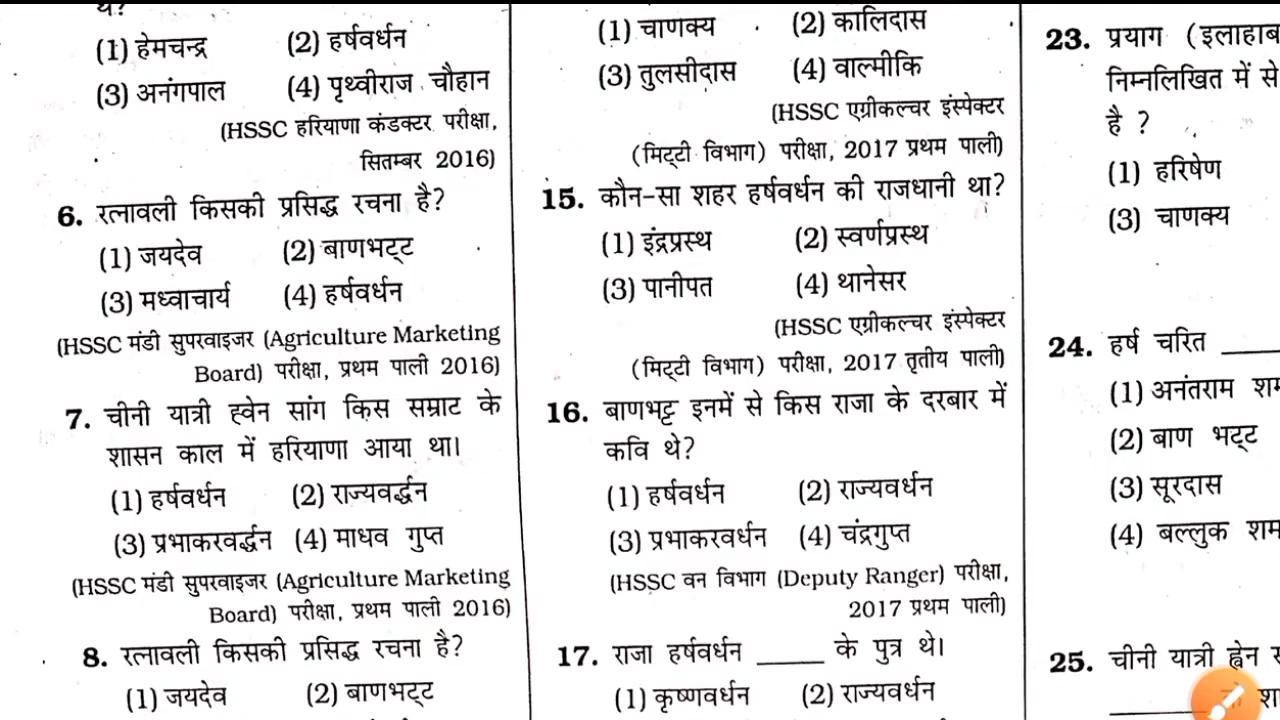 थे?
(1) हेमचन्द्र (2) हर्षवर्धन
(3) अनंगपाल (4) पृथ्वीराज चौहान
(HSSC हरियाणा कंडक्टर परीक्षा,
सितम्बर 2016)
6. रत्नावली किसकी प्रसिद्ध रचना है?
(1) जयदेव (2) बाणभट्ट
(3) मध्वाचार्य (4) हर्षवर्धन
(HSSC मंडी सुपरवाइजर (Agriculture Marketing
Board) परीक्षा, प्रथम पाली 2016)
7. चीनी यात्री ह्वेन सांग किस सम्राट के
शासन काल में हरियाणा आया था।
(1) हर्षवर्धन (2) राज्यवर्द्धन
(3) प्रभाकरवर्द्धन (4) माधव गुप्त
(HSSC मंडी सुपरवाइजर (Agriculture Marketing
Board) परीक्षा, प्रथम पाली 2016)
8. रत्नावली किसकी प्रसिद्ध रचना है?
(1) जयदेव (2) बाणभट्ट
(1) चाणक्य (2) कालिदास
(3) तुलसीदास (4) वाल्मीकि
(HSSC एग्रीकल्चर इंस्पेक्टर
(मिट्टी विभाग) परीक्षा, 2017 प्रथम पाली)
15. कौन-सा शहर हर्षवर्धन की राजधानी था?
(1) इंद्रप्रस्थ (2) स्वर्णप्रस्थ
(3) पानीपत (4) थानेसर
(HSSC एग्रीकल्चर इंस्पेक्टर
(मिट्टी विभाग) परीक्षा, 2017 तृतीय पाली)
16. बाणभट्ट इनमें से किस राजा के दरबार में
कवि थे?
(1) हर्षवर्धन (2) राज्यवर्धन
(3) प्रभाकरवर्धन (4) चंद्रगुप्त
(HSSC वन विभाग (Deputy Ranger) परीक्षा,
2017 प्रथम पाली)
17. राजा हर्षवर्धन _____ के पुत्र थे।
(1) कृष्णवर्धन (2) राज्यवर्धन
23. प्रयाग (इलाहाब
निम्नलिखित में से
है ?
(1) हरिषेण
(3) चाणक्य
24. हर्ष चरित ____
(1) अनंतराम शम
(2) बाण भट्ट
(3) सूरदास
(4) बल्लुक शम
25. चीनी यात्री ह्वेन